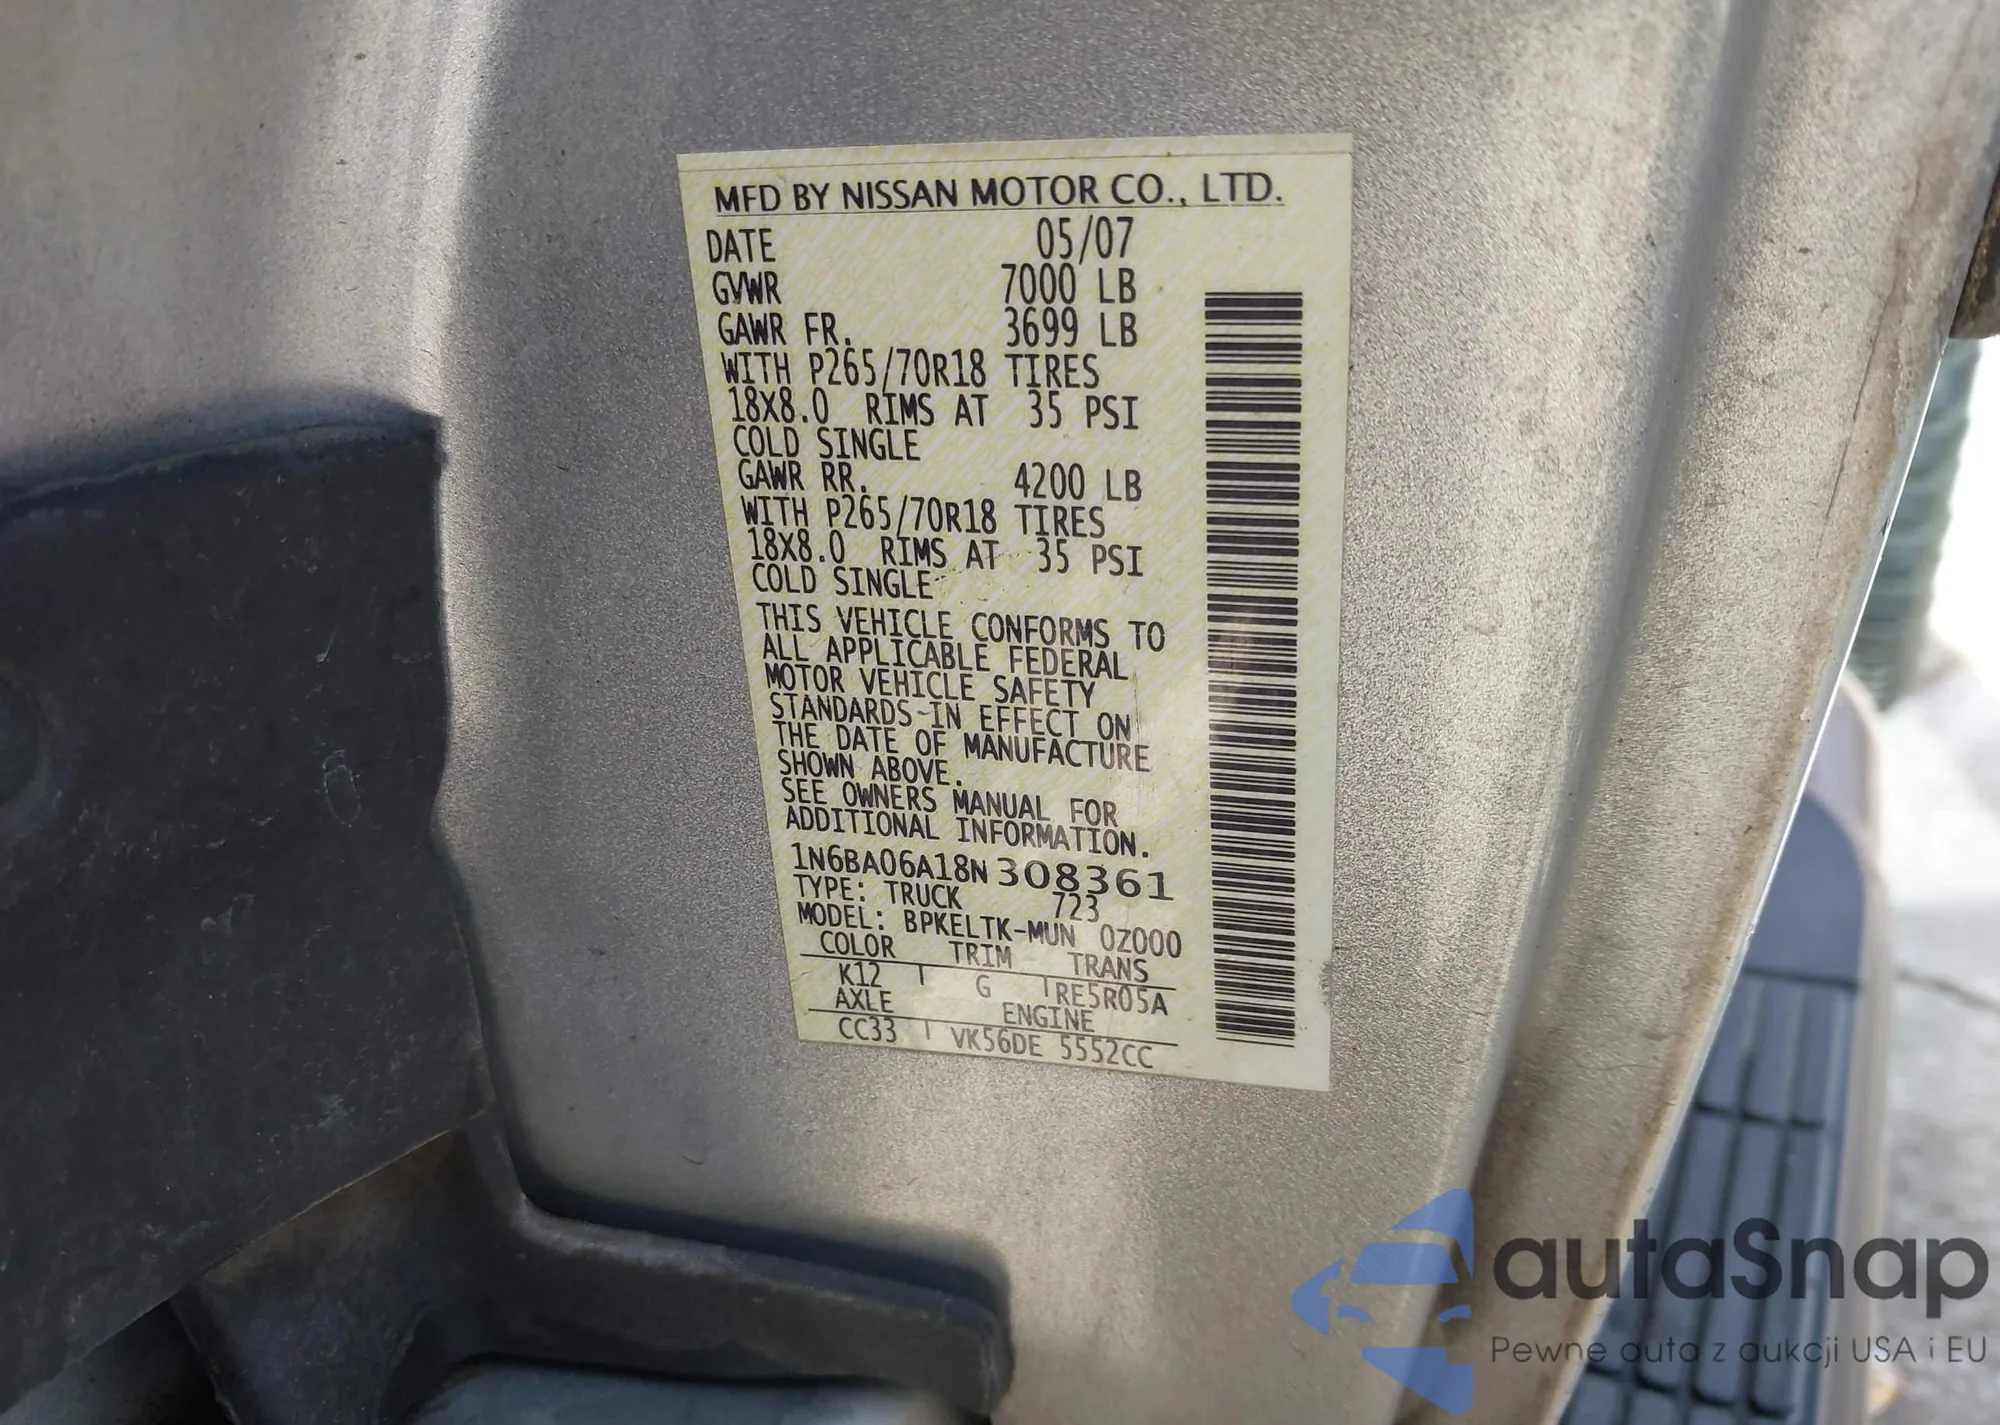 MFD BY NISSAN MOTOR CO., LTD.
DATE 05/07
GVWR 7000 LB
GAWR FR. 3699 LB
WITH P265/70R18 TIRES
18X8.0 RIMS AT 35 PSI
COLD SINGLE
GAWR RR. 4200 LB
WITH P265/70R18 TIRES
18X8.0 RIMS AT 35 PSI
COLD SINGLE
THIS VEHICLE CONFORMS TO
ALL APPLICABLE FEDERAL
MOTOR VEHICLE SAFETY
STANDARDS IN EFFECT ON
THE DATE OF MANUFACTURE
SHOWN ABOVE.
SEE OWNERS MANUAL FOR
ADDITIONAL INFORMATION.
1N6BA06A18N308361
TYPE: TRUCK 723
MODEL: BPKELTK-MUN 0Z000
COLOR TRIM TRANS
K12 G RE5R05A
AXLE ENGINE
CC33 VK56DE 5552CC
autaSnap
Pewne auta z aukcji USA i EU